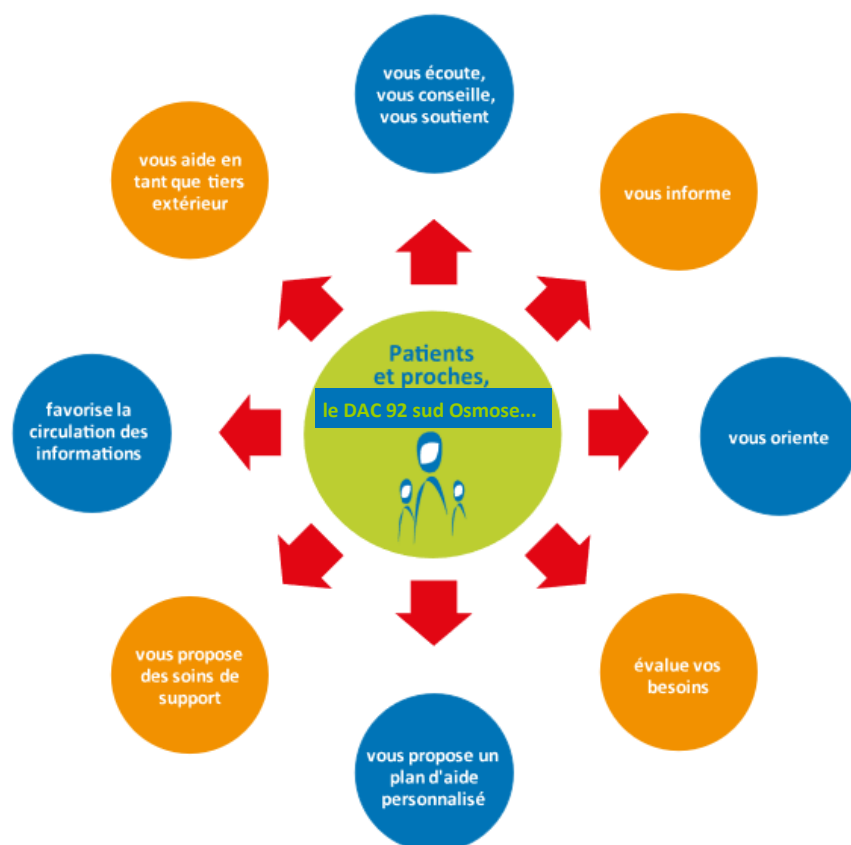 Patients
et proches,
le DAC 92 sud Osmose...
vous écoute,
vous conseille,
vous soutient
vous informe
vous oriente
évalue vos
besoins
vous propose un
plan d'aide
personnalisé
vous propose
des soins de
support
favorise la
circulation des
informations
vous aide en
tant que tiers
extérieur